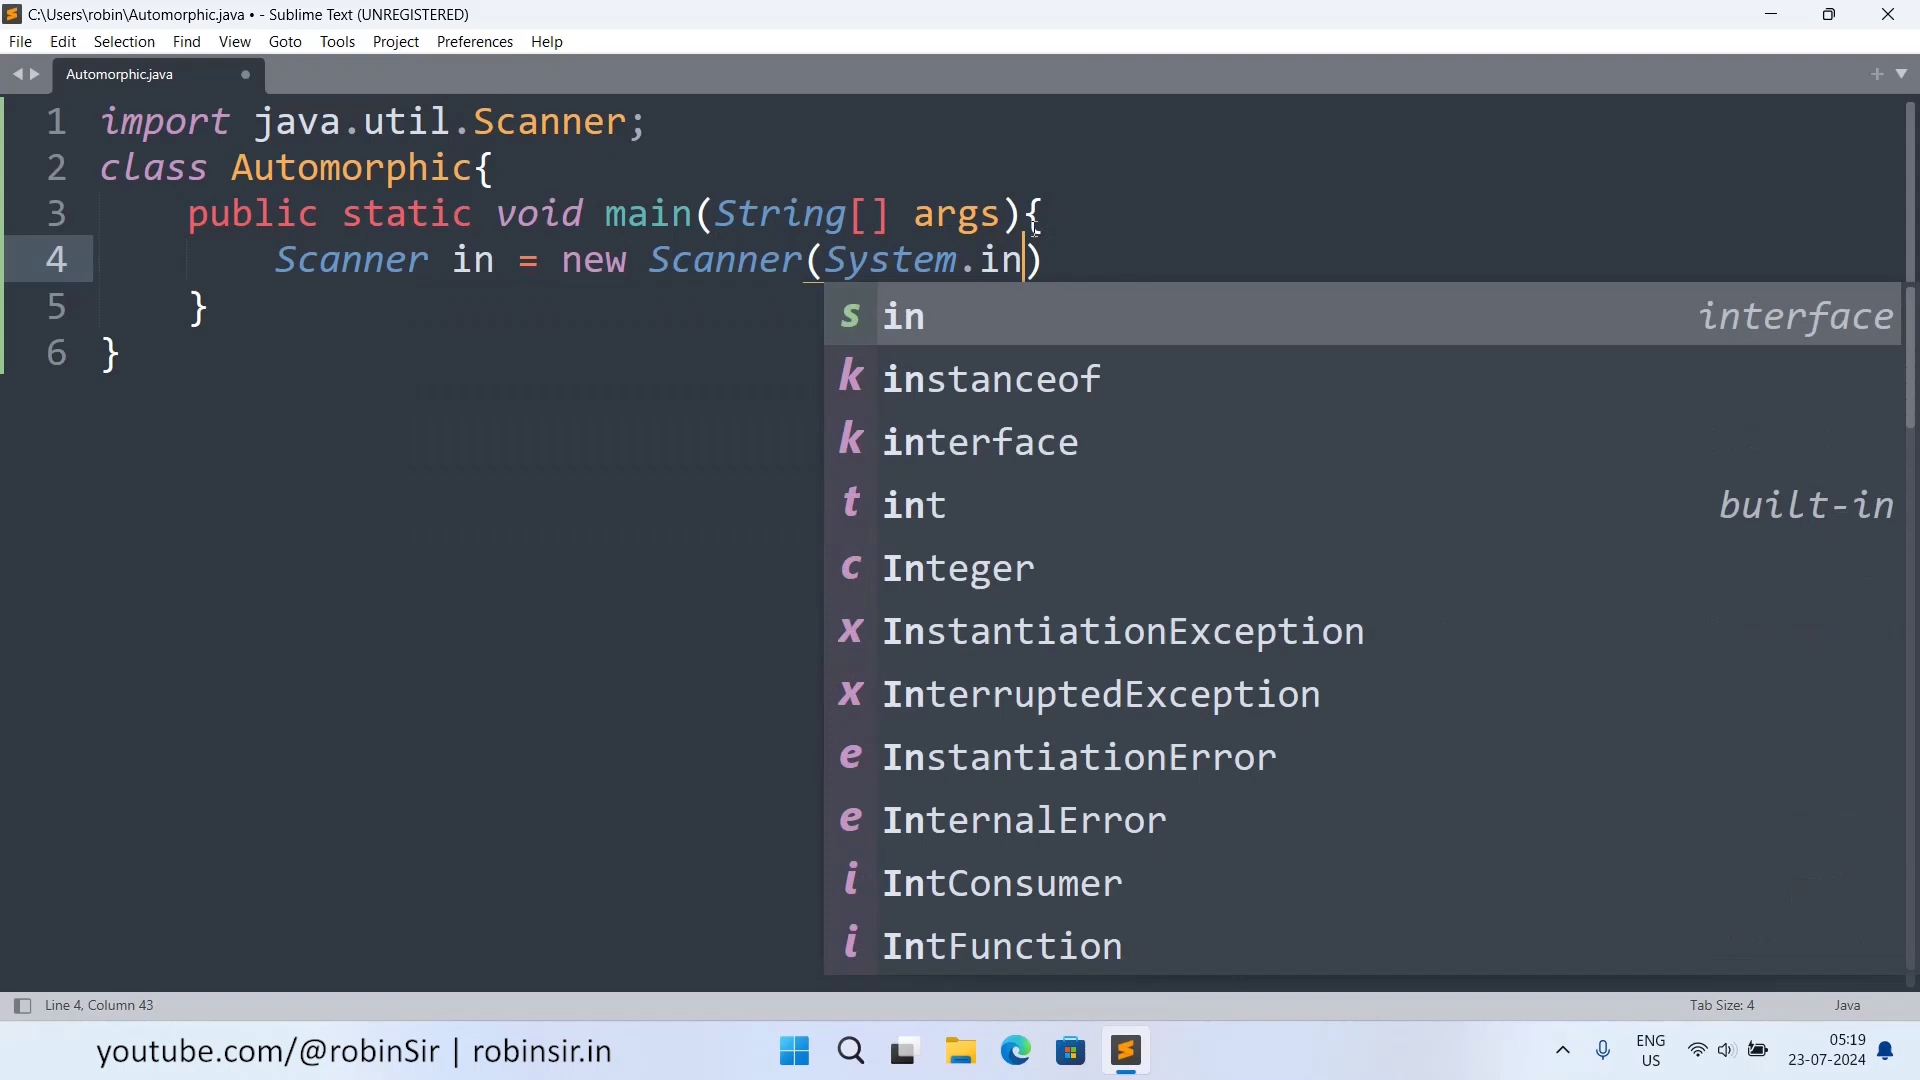 C:\Users\robin\Automorphic.java • - Sublime Text (UNREGISTERED)
File Edit Selection Find View Goto Tools Project Preferences Help
Automorphic.java
1 import java.util.Scanner;
2 class Automorphic{
3 public static void main(String[] args){
4 Scanner in = new Scanner(System.in)
5 }
6 }
s in interface
k instanceof
k interface
t int built-in
c Integer
x InstantiationException
x InterruptedException
e InstantiationError
e InternalError
i IntConsumer
i IntFunction
Line 4, Column 43 Tab Size: 4 Java
youtube.com/@robinSir | robinsir.in
ENG
US
05:19
23-07-2024